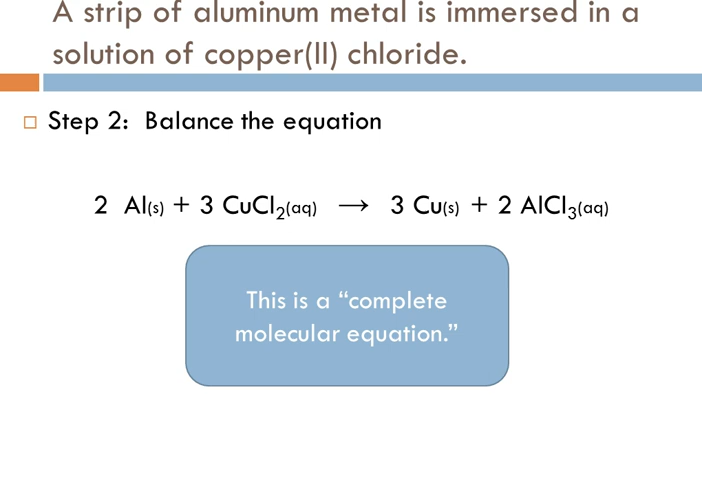 A strip of aluminum metal is immersed in a
solution of copper(II) chloride.
Step 2:  Balance the equation
2  Al(s) + 3 CuCl₂(aq)  →  3 Cu(s) + 2 AlCl₃(aq)
This is a “complete
molecular equation.”